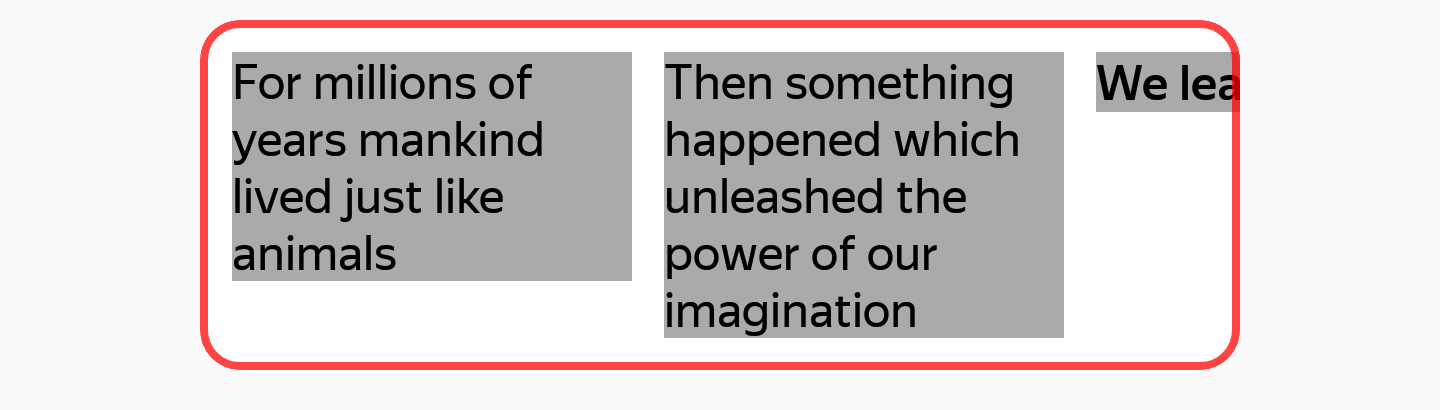 For millions of
years mankind
lived just like
animals
Then something
happened which
unleashed the
power of our
imagination
We lea